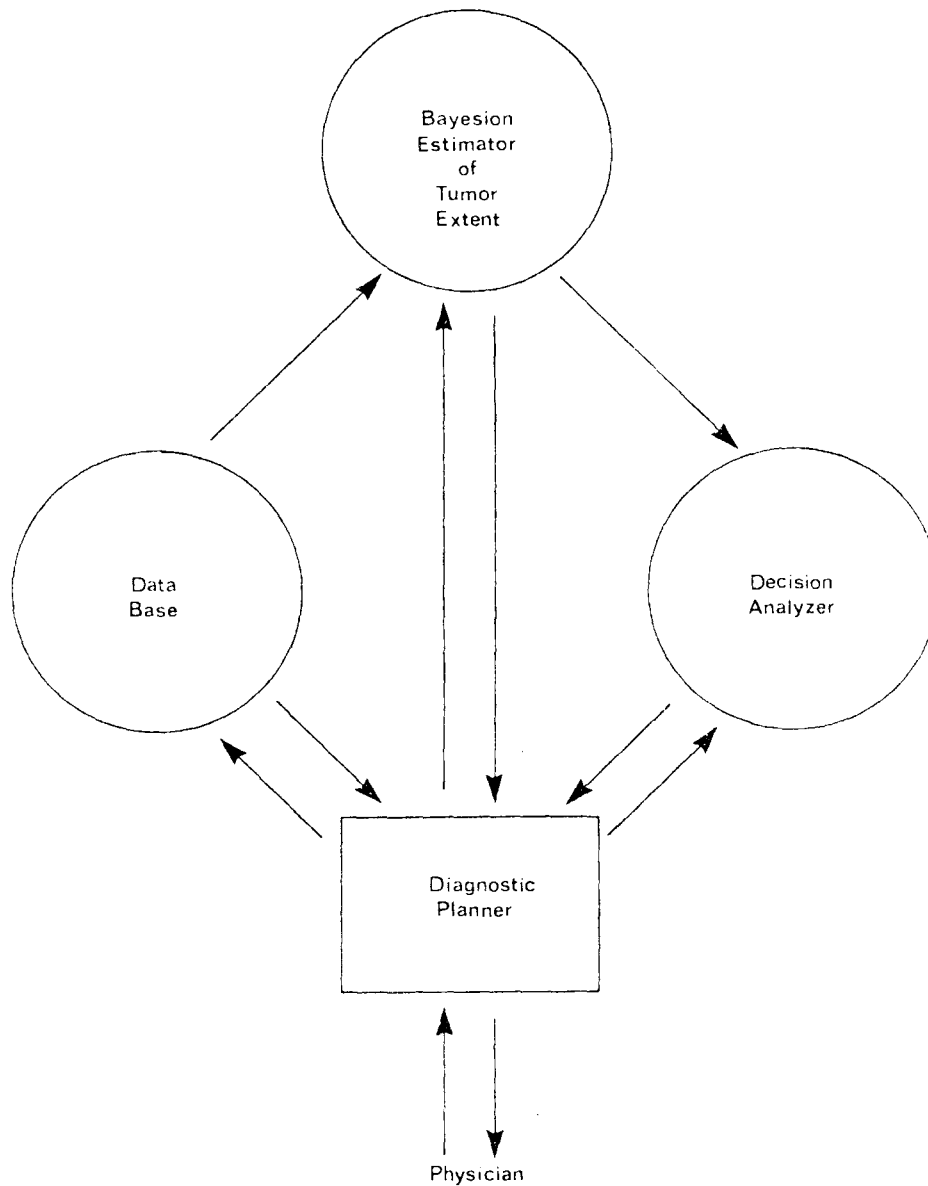 Bayesion
Estimator
of
Tumor
Extent
Data
Base
Decision
Analyzer
Diagnostic
Planner
Physician